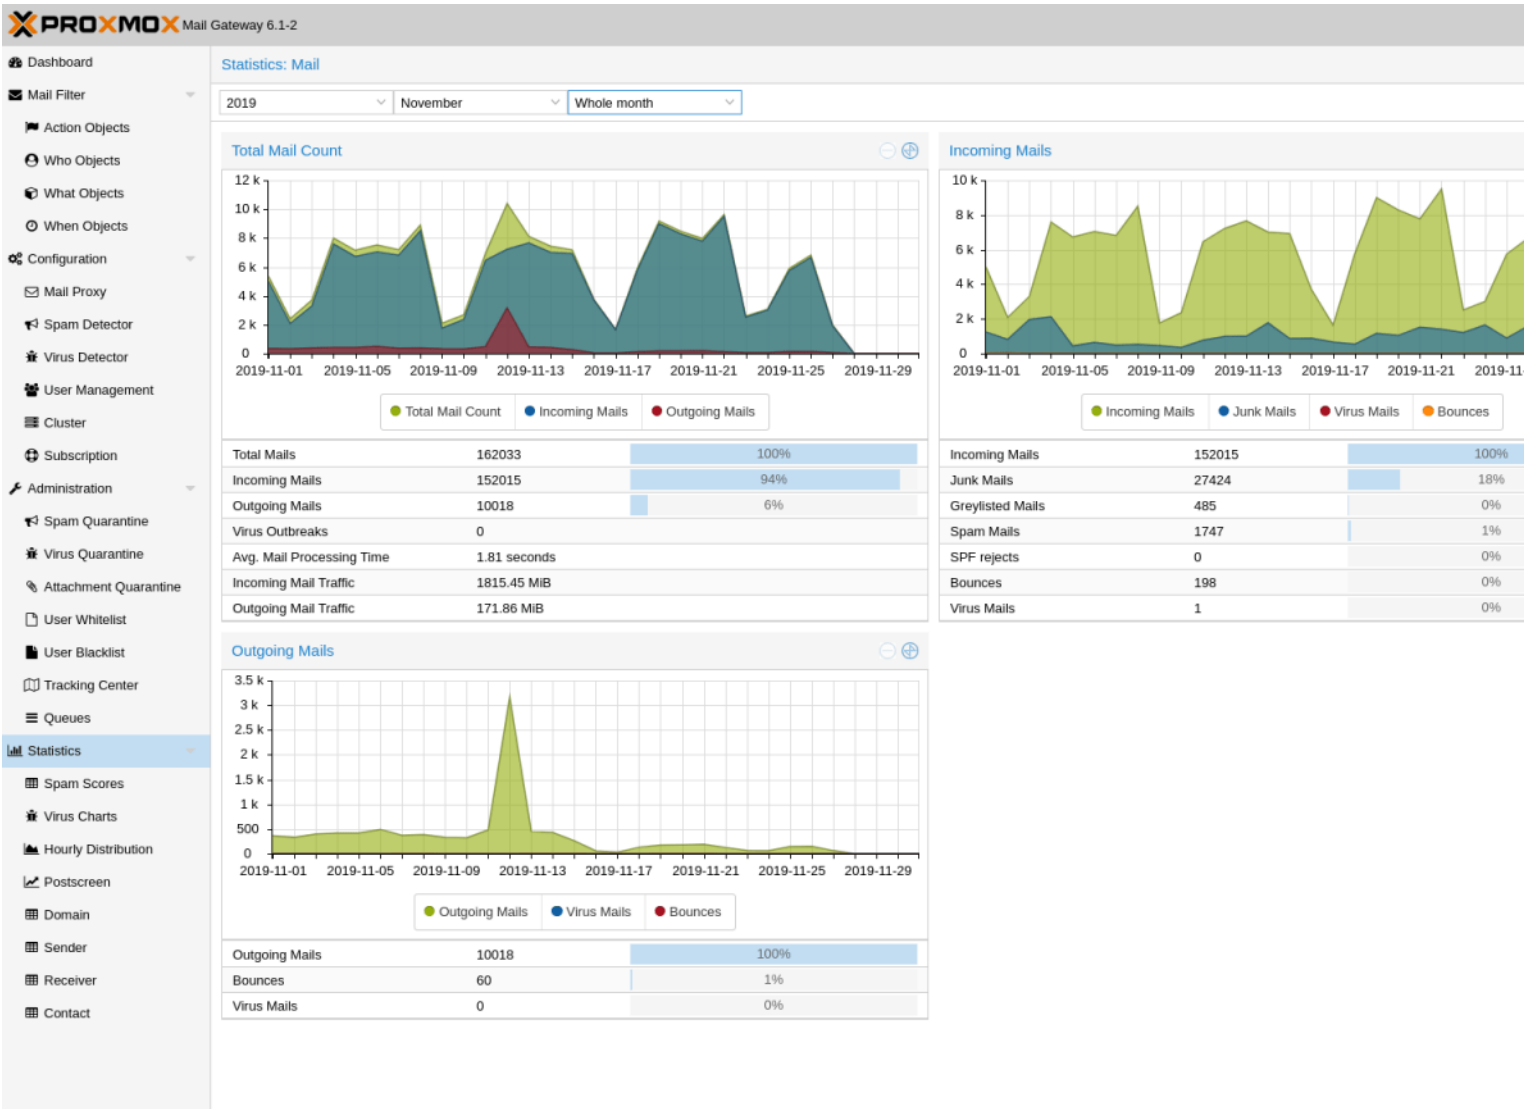 PROXMOX Mail Gateway 6.1-2
Dashboard
Mail Filter
Action Objects
Who Objects
What Objects
When Objects
Configuration
Mail Proxy
Spam Detector
Virus Detector
User Management
Cluster
Subscription
Administration
Spam Quarantine
Virus Quarantine
Attachment Quarantine
User Whitelist
User Blacklist
Tracking Center
Queues
Statistics
Spam Scores
Virus Charts
Hourly Distribution
Postscreen
Domain
Sender
Receiver
Contact
Statistics: Mail
2019 November Whole month
Total Mail Count
12 k
10 k
8 k
6 k
4 k
2 k
0
2019-11-01 2019-11-05 2019-11-09 2019-11-13 2019-11-17 2019-11-21 2019-11-25 2019-11-29
Total Mail Count Incoming Mails Outgoing Mails
Total Mails 162033 100%
Incoming Mails 152015 94%
Outgoing Mails 10018 6%
Virus Outbreaks 0
Avg. Mail Processing Time 1.81 seconds
Incoming Mail Traffic 1815.45 MiB
Outgoing Mail Traffic 171.86 MiB
Incoming Mails
10 k
8 k
6 k
4 k
2 k
0
2019-11-01 2019-11-05 2019-11-09 2019-11-13 2019-11-17 2019-11-21 2019-11-
Incoming Mails Junk Mails Virus Mails Bounces
Incoming Mails 152015 100%
Junk Mails 27424 18%
Greylisted Mails 485 0%
Spam Mails 1747 1%
SPF rejects 0 0%
Bounces 198 0%
Virus Mails 1 0%
Outgoing Mails
3.5 k
3 k
2.5 k
2 k
1.5 k
1 k
500
0
2019-11-01 2019-11-05 2019-11-09 2019-11-13 2019-11-17 2019-11-21 2019-11-25 2019-11-29
Outgoing Mails Virus Mails Bounces
Outgoing Mails 10018 100%
Bounces 60 1%
Virus Mails 0 0%